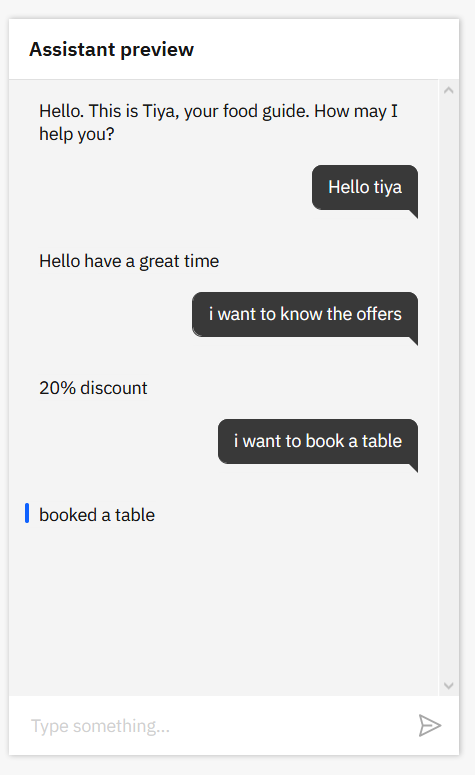 Assistant preview
Hello. This is Tiya, your food guide. How may I
help you?
Hello tiya
Hello have a great time
i want to know the offers
20% discount
i want to book a table
booked a table
Type something...